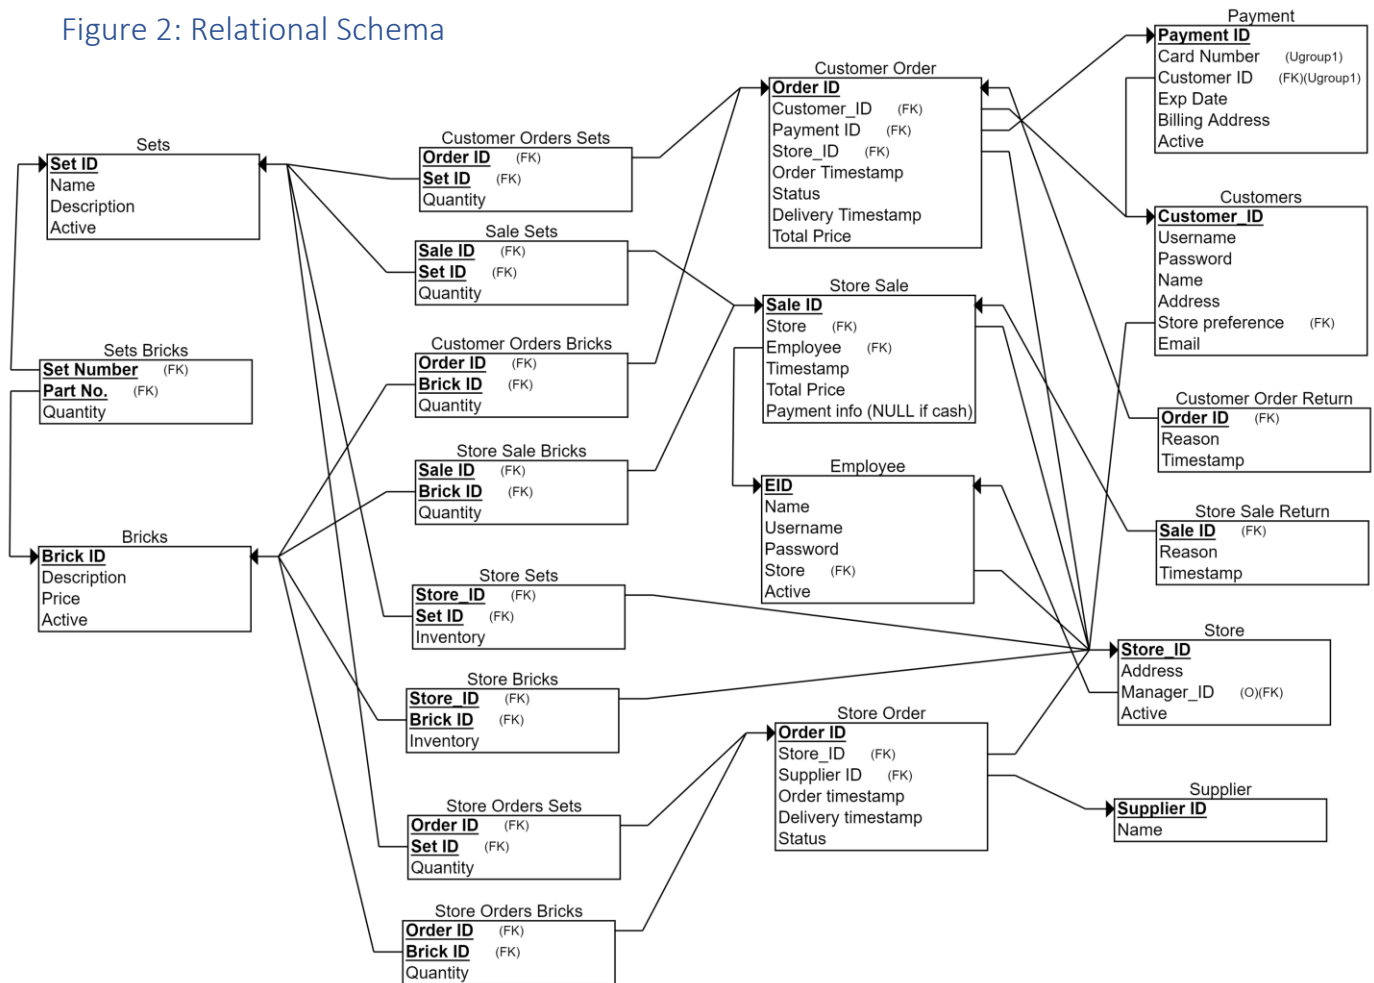 Figure 2: Relational Schema
Sets
Set ID
Name
Description
Active
Sets Bricks
Set Number (FK)
Part No. (FK)
Quantity
Bricks
Brick ID
Description
Price
Active
Customer Orders Sets
Order ID (FK)
Set ID (FK)
Quantity
Sale Sets
Sale ID (FK)
Set ID (FK)
Quantity
Customer Orders Bricks
Order ID (FK)
Brick ID (FK)
Quantity
Store Sale Bricks
Sale ID (FK)
Brick ID (FK)
Quantity
Store Sets
Store_ID (FK)
Set ID (FK)
Inventory
Store Bricks
Store_ID (FK)
Brick ID (FK)
Inventory
Store Orders Sets
Order ID (FK)
Set ID (FK)
Quantity
Store Orders Bricks
Order ID (FK)
Brick ID (FK)
Quantity
Customer Order
Order ID
Customer_ID (FK)
Payment ID (FK)
Store_ID (FK)
Order Timestamp
Status
Delivery Timestamp
Total Price
Store Sale
Sale ID
Store (FK)
Employee (FK)
Timestamp
Total Price
Payment info (NULL if cash)
Employee
EID
Name
Username
Password
Store (FK)
Active
Store Order
Order ID
Store_ID (FK)
Supplier ID (FK)
Order timestamp
Delivery timestamp
Status
Payment
Payment ID
Card Number (Ugroup1)
Customer ID (FK)(Ugroup1)
Exp Date
Billing Address
Active
Customers
Customer_ID
Username
Password
Name
Address
Store preference (FK)
Email
Customer Order Return
Order ID (FK)
Reason
Timestamp
Store Sale Return
Sale ID (FK)
Reason
Timestamp
Store
Store_ID
Address
Manager_ID (O)(FK)
Active
Supplier
Supplier ID
Name